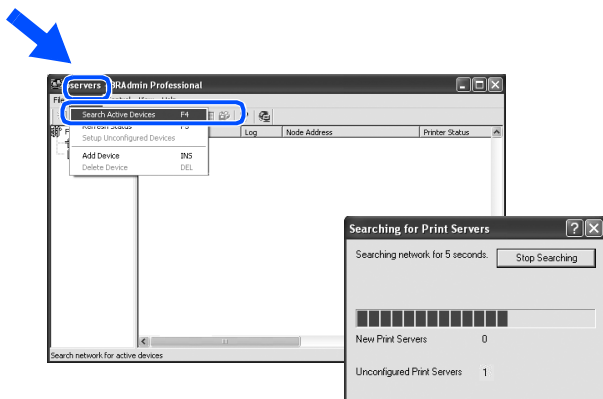 servers - BRAdmin Professional
Search Active Devices F4
Refresh Status F5
Setup Unconfigured Devices
Add Device INS
Delete Device DEL
Log Node Address Printer Status
Search network for active devices
Searching for Print Servers
Searching network for 5 seconds.
Stop Searching
New Print Servers 0
Unconfigured Print Servers 1